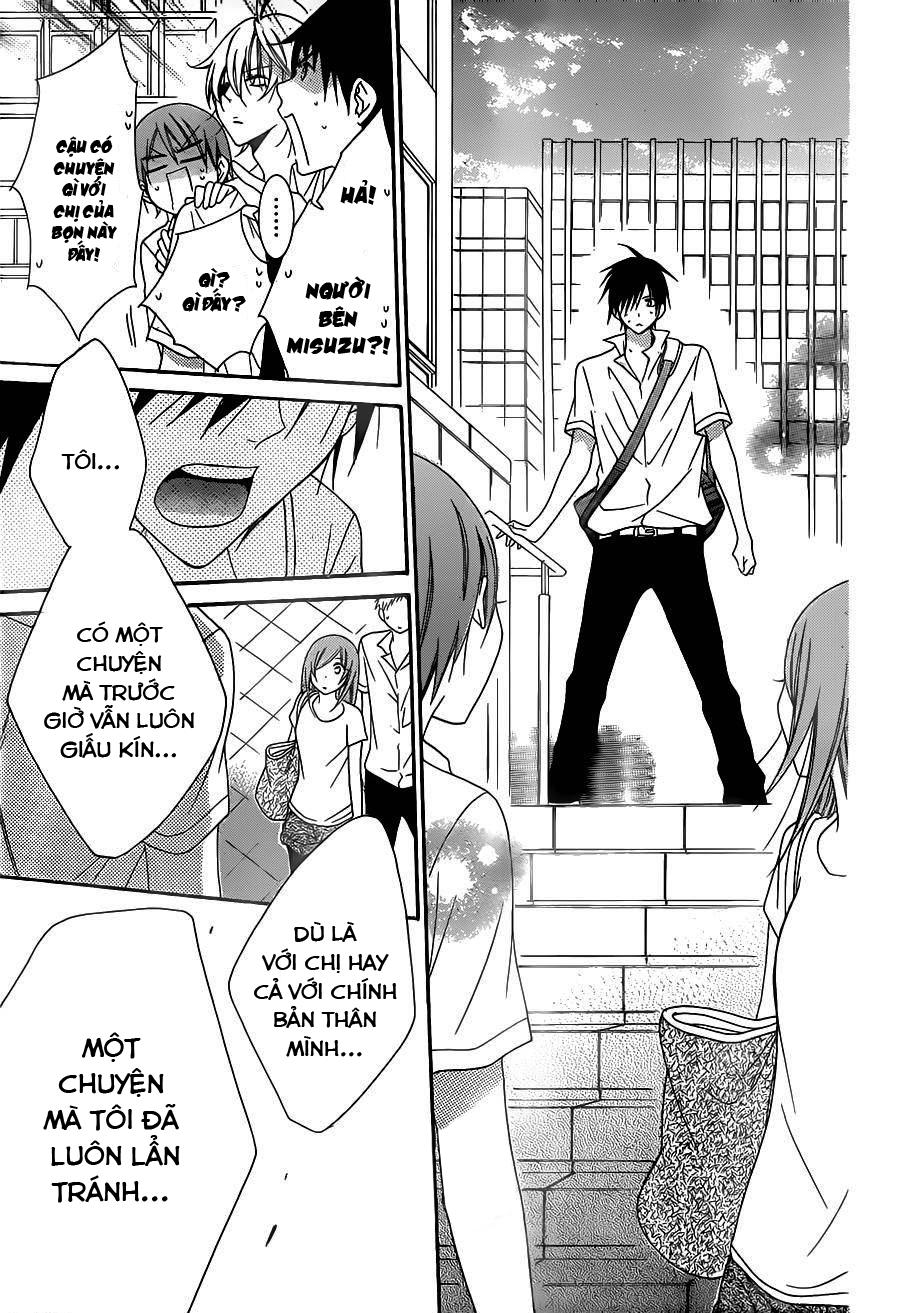 HẢ!
NGƯỜI
BÊN
MISUZU?!
......
GÌ?
GÌ ĐẤY?
CẬU CÓ
CHUYỆN
GÌ VỚI
CHỊ CỦA
BỌN NÀY
ĐẤY!
TÔI...
CÓ MỘT
CHUYỆN
MÀ TRƯỚC
GIỜ VẪN LUÔN
GIẤU KÍN...
DÙ LÀ
VỚI CHỊ HAY
CẢ VỚI CHÍNH
BẢN THÂN
MÌNH...
MỘT
CHUYỆN
MÀ TÔI ĐÃ
LUÔN LẨN
TRÁNH...